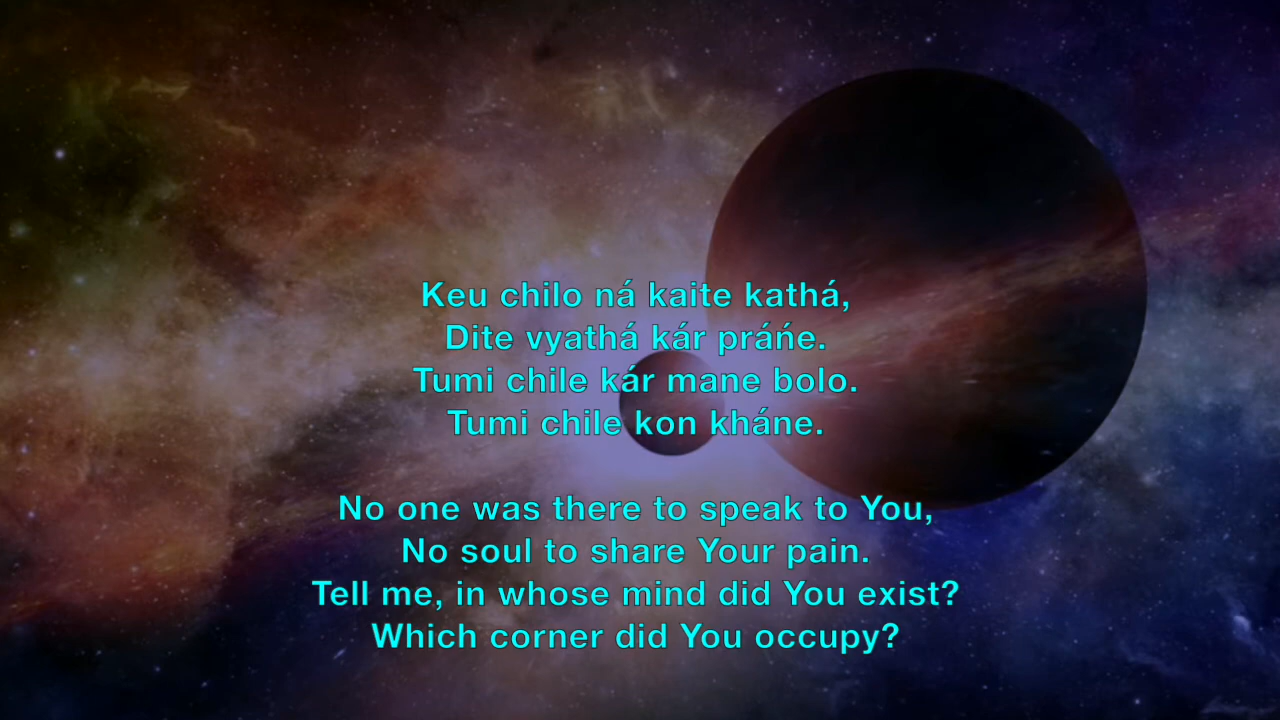 Keu chilo ná kaite kathá,
Dite vyathá kár práńe.
Tumi chile kár mane bolo.
Tumi chile kon kháne.
No one was there to speak to You,
No soul to share Your pain.
Tell me, in whose mind did You exist?
Which corner did You occupy?